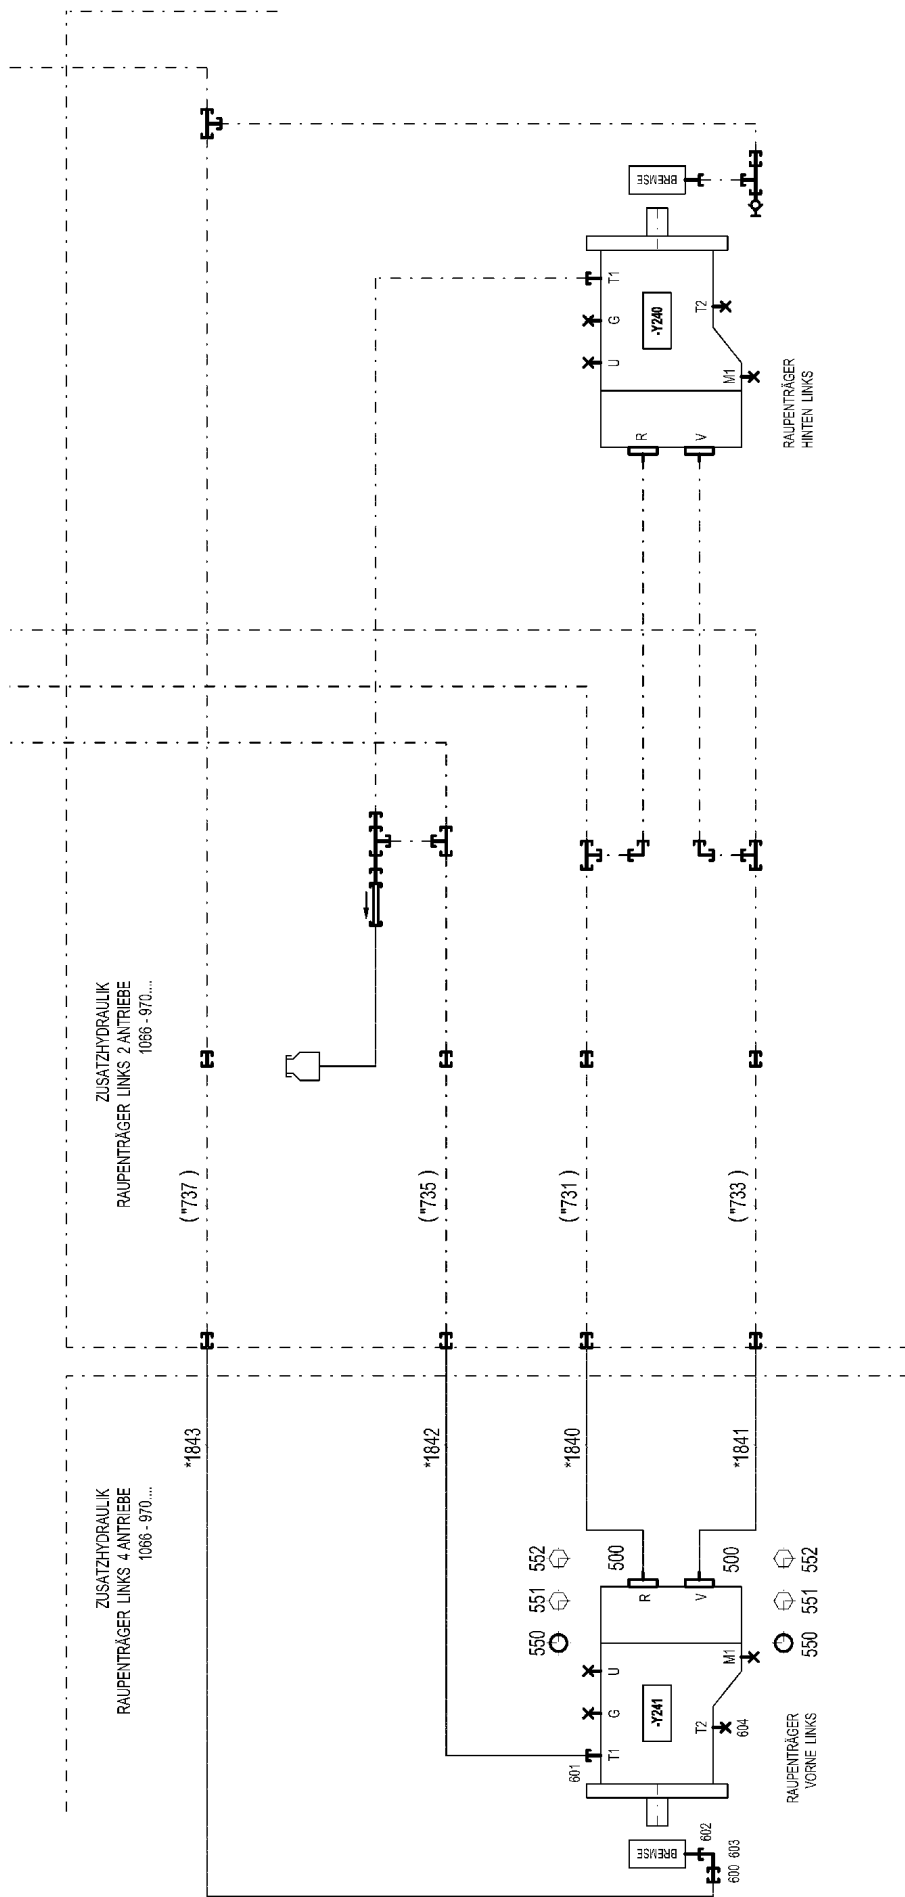 BREMSE
T1
G
U
-Y240
T2
M1
R
V
RAUPENTRÄGER
HINTEN LINKS
ZUSATZHYDRAULIK
RAUPENTRÄGER LINKS 2 ANTRIEBE
1066 - 970....
(*737 )
(*735 )
(*731 )
(*733 )
*1843
*1842
*1840
*1841
ZUSATZHYDRAULIK
RAUPENTRÄGER LINKS 4 ANTRIEBE
1066 - 970....
552
551
550
500
500
552
551
550
R
V
U
G
T1
-Y241
M1
T2
601
604
RAUPENTRÄGER
VORNE LINKS
BREMSE
602
600 603